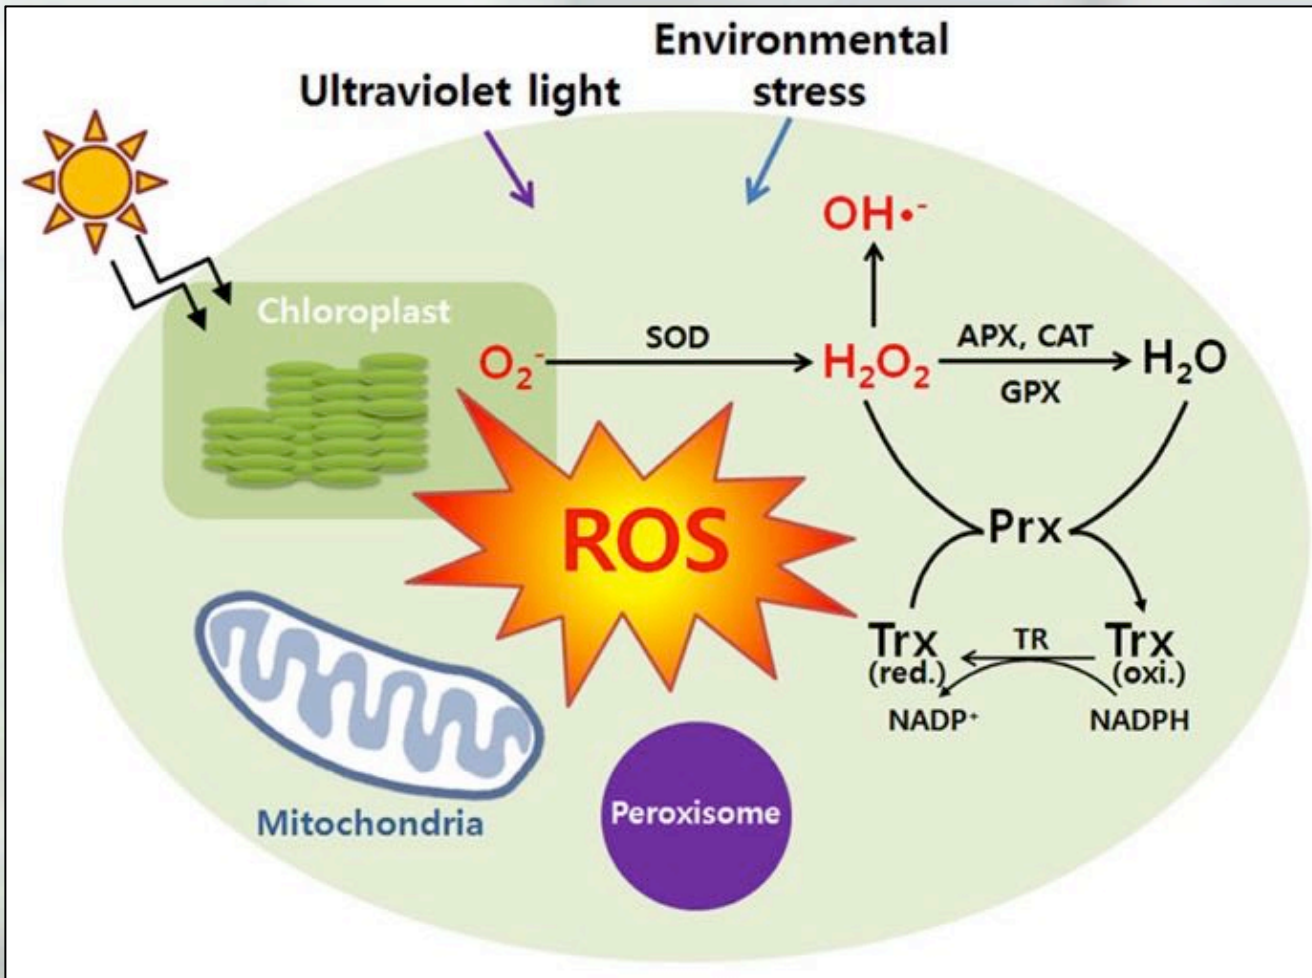 Environmental
Ultraviolet light stress
OH•⁻
Chloroplast
O₂⁻ SOD H₂O₂ APX, CAT H₂O
GPX
ROS
Prx
Trx TR Trx
(red.) (oxi.)
NADP⁺ NADPH
Mitochondria
Peroxisome